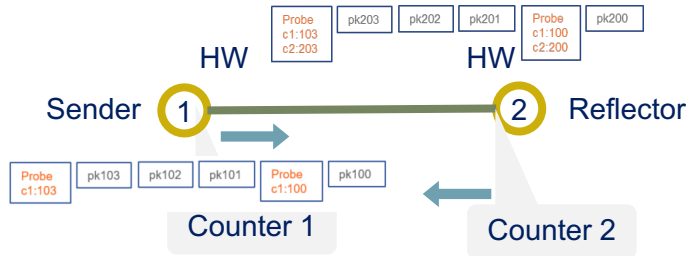 Probe
c1:103
c2:203
pk203
pk202
pk201
Probe
c1:100
c2:200
pk200
HW
HW
Sender
1
2
Reflector
Probe
c1:103
pk103
pk102
pk101
Probe
c1:100
pk100
Counter 1
Counter 2